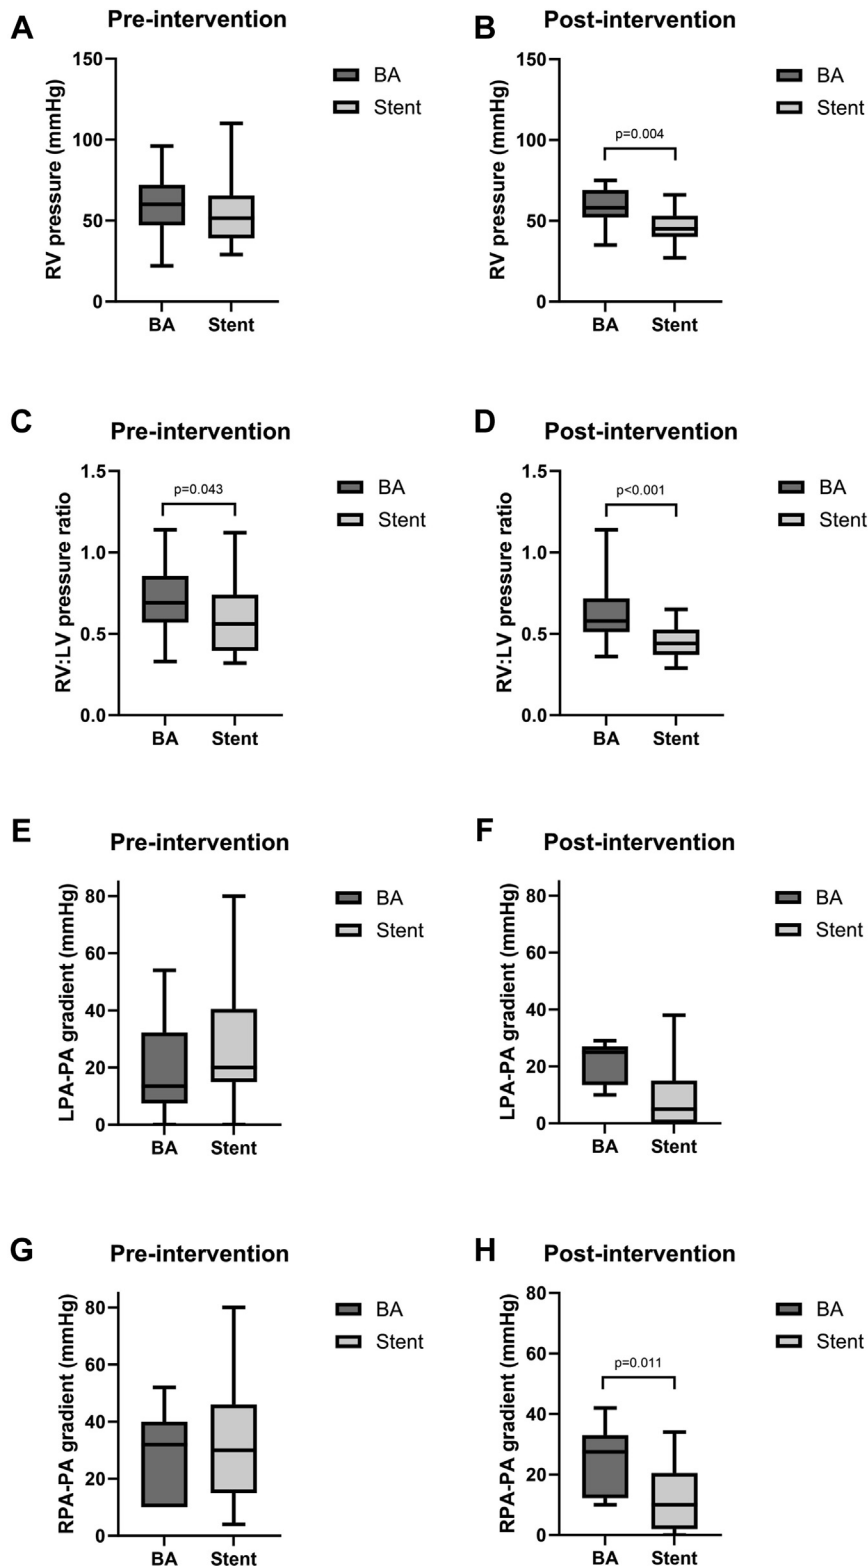 A
Pre-intervention
RV pressure (mmHg)
150
100
50
0
BA
Stent
BA
Stent
B
Post-intervention
RV pressure (mmHg)
150
100
50
0
p=0.004
BA
Stent
BA
Stent
C
Pre-intervention
RV:LV pressure ratio
1.5
1.0
0.5
0.0
p=0.043
BA
Stent
BA
Stent
D
Post-intervention
RV:LV pressure ratio
1.5
1.0
0.5
0.0
p<0.001
BA
Stent
BA
Stent
E
Pre-intervention
LPA-PA gradient (mmHg)
80
60
40
20
0
BA
Stent
BA
Stent
F
Post-intervention
LPA-PA gradient (mmHg)
80
60
40
20
0
BA
Stent
BA
Stent
G
Pre-intervention
RPA-PA gradient (mmHg)
80
60
40
20
0
BA
Stent
BA
Stent
H
Post-intervention
RPA-PA gradient (mmHg)
80
60
40
20
0
p=0.011
BA
Stent
BA
Stent